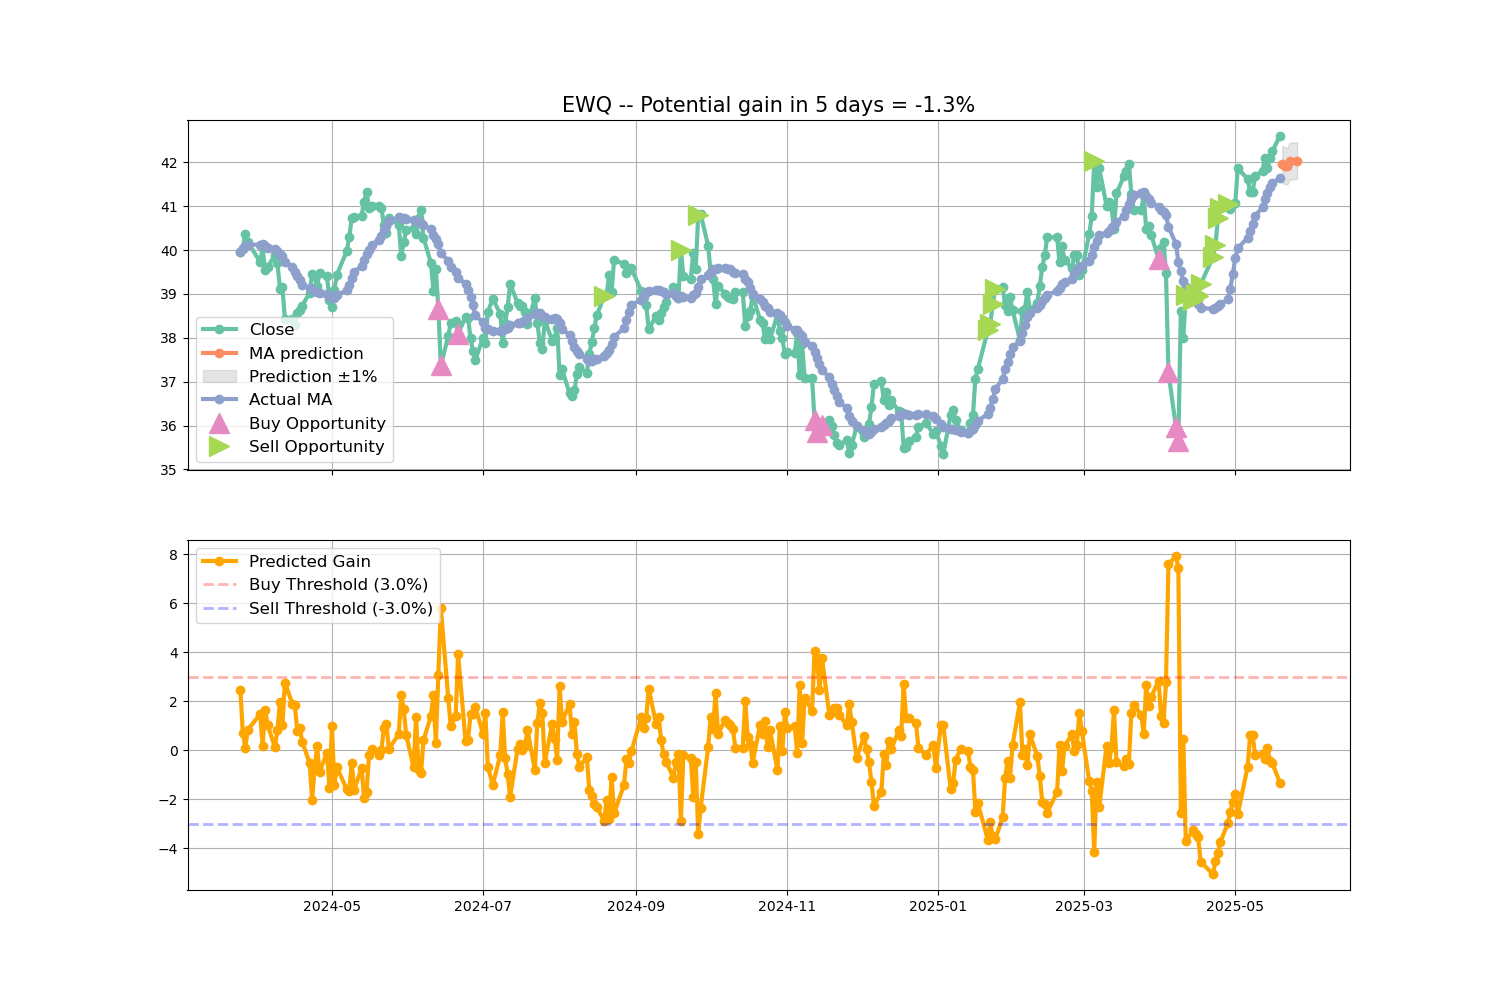 EWQ -- Potential gain in 5 days = -1.3%
42
41
40
39
38
37
36
35
Close
MA prediction
Prediction ±1%
Actual MA
Buy Opportunity
Sell Opportunity
8
6
4
2
0
−2
−4
Predicted Gain
Buy Threshold (3.0%)
Sell Threshold (-3.0%)
2024-05
2024-07
2024-09
2024-11
2025-01
2025-03
2025-05